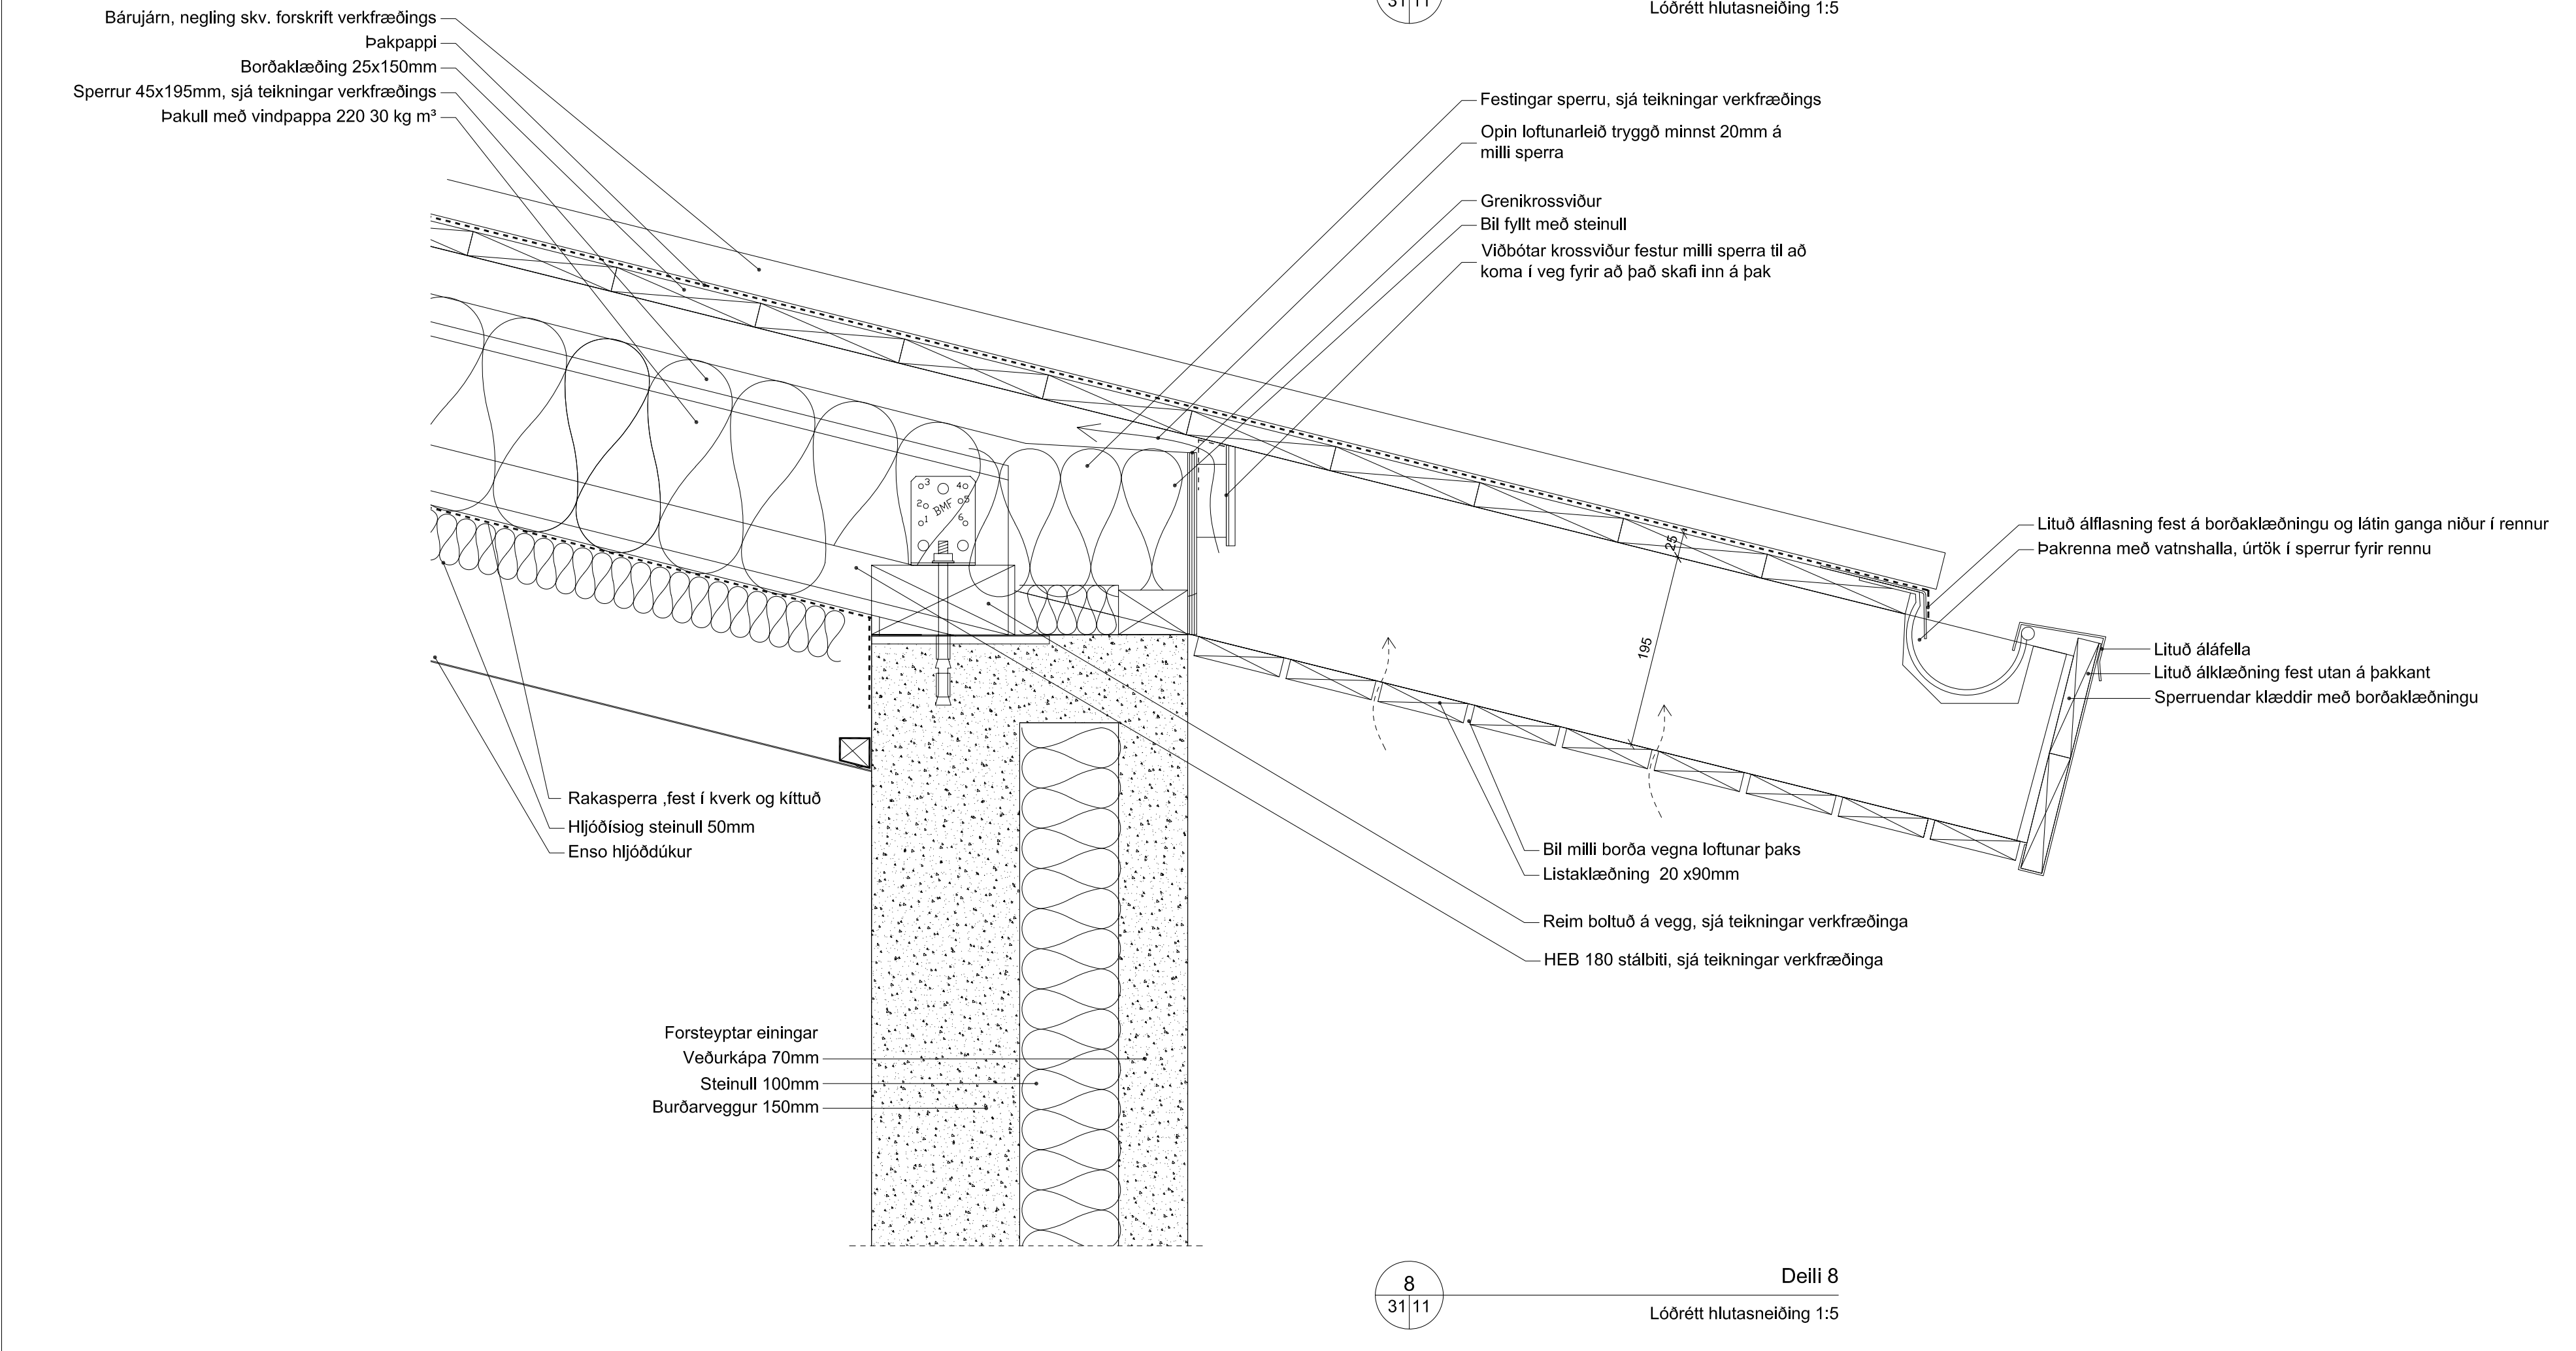 31 11
Lóðrétt hlutasneiðing 1:5
Bárujárn, negling skv. forskrift verkfræðings
Þakpappi
Borðaklæðing 25x150mm
Sperrur 45x195mm, sjá teikningar verkfræðings
Þakull með vindpappa 220 30 kg m³
Festingar sperru, sjá teikningar verkfræðings
Opin loftunarleið tryggð minnst 20mm á
milli sperra
Grenikrossviður
Bil fyllt með steinull
Viðbótar krossviður festur milli sperra til að
koma í veg fyrir að það skafi inn á þak
3
4
2
5
BMF
1
6
25
195
Lituð álflasning fest á borðaklæðningu og látin ganga niður í rennur
Þakrenna með vatnshalla, úrtök í sperrur fyrir rennu
Lituð áláfella
Lituð álklæðning fest utan á þakkant
Sperruendar klæddir með borðaklæðningu
Rakasperra ,fest í kverk og kíttuð
Hljóðísiog steinull 50mm
Enso hljóðdúkur
Bil milli borða vegna loftunar þaks
Listaklæðning 20 x90mm
Reim boltuð á vegg, sjá teikningar verkfræðinga
HEB 180 stálbiti, sjá teikningar verkfræðinga
Forsteyptar einingar
Veðurkápa 70mm
Steinull 100mm
Burðarveggur 150mm
8
31 11
Deili 8
Lóðrétt hlutasneiðing 1:5